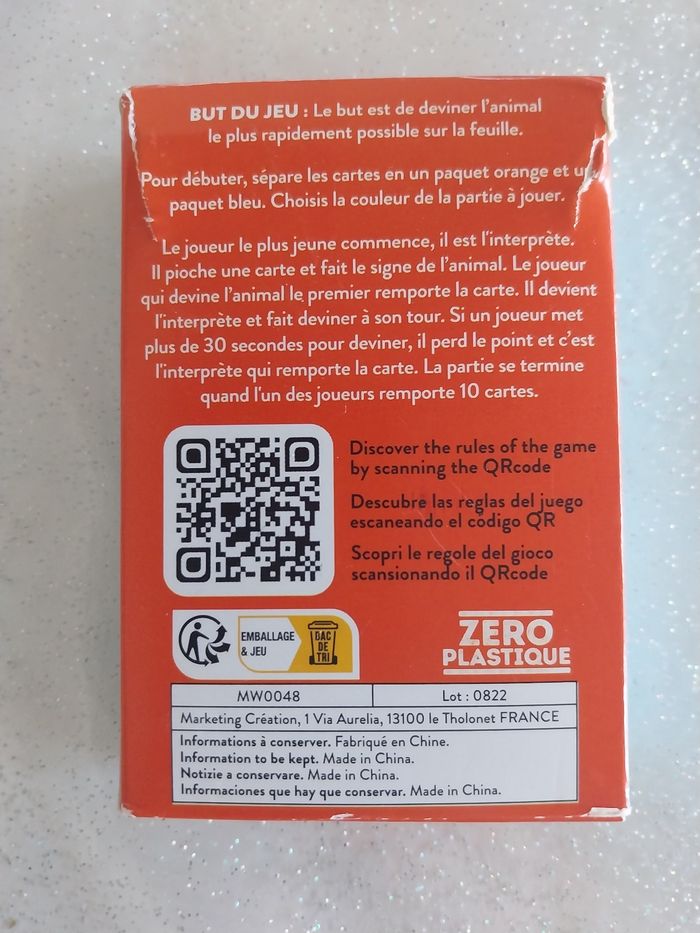 BUT DU JEU : Le but est de deviner l'animal
le plus rapidement possible sur la feuille.
Pour débuter, sépare les cartes en un paquet orange et un
paquet bleu. Choisis la couleur de la partie à jouer.
Le joueur le plus jeune commence, il est l'interprète.
Il pioche une carte et fait le signe de l'animal. Le joueur
qui devine l'animal le premier remporte la carte. Il devient
l'interprète et fait deviner à son tour. Si un joueur met
plus de 30 secondes pour deviner, il perd le point et c'est
l'interprète qui remporte la carte. La partie se termine
quand l'un des joueurs remporte 10 cartes.
Discover the rules of the game
by scanning the QRcode
Descubre las reglas del juego
escaneando el código QR
Scopri le regole del gioco
scansionando il QRcode
EMBALLAGE
& JEU
BAC
DE
TRI
ZERO
PLASTIQUE
MW0048
Lot : 0822
Marketing Création, 1 Via Aurelia, 13100 le Tholonet FRANCE
Informations à conserver. Fabriqué en Chine.
Information to be kept. Made in China.
Notizie a conservare. Made in China.
Informaciones que hay que conservar. Made in China.